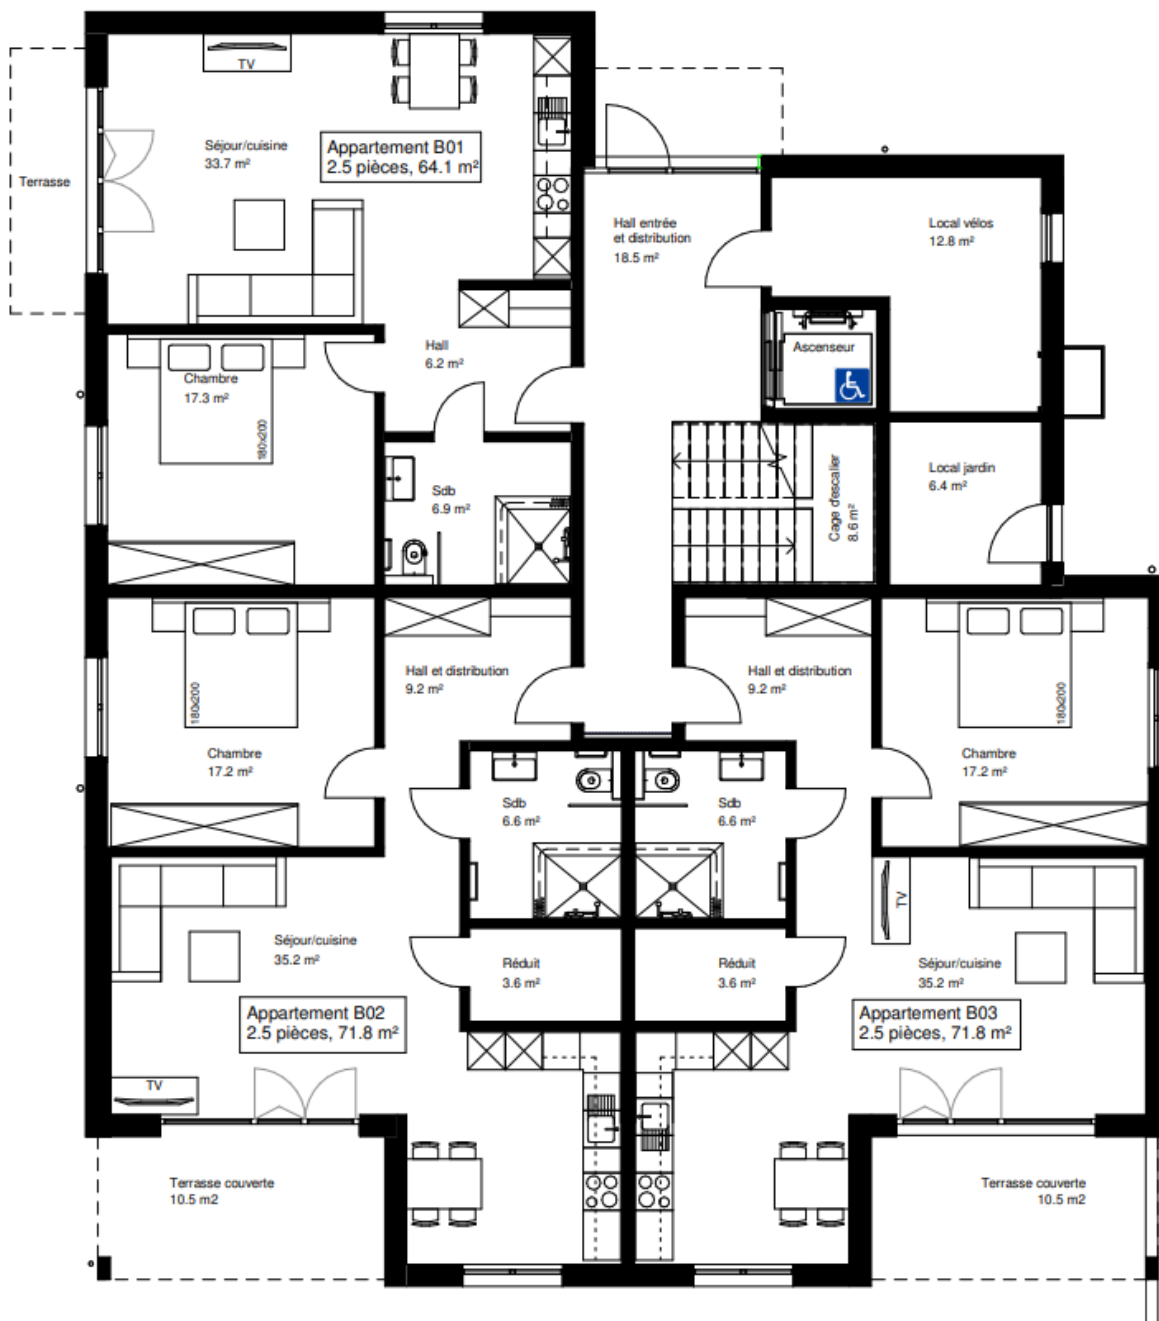 TV
Séjour/cuisine
33.7 m²
Appartement B01
2.5 pièces, 64.1 m²
Terrasse
Hall entrée
et distribution
18.5 m²
Local vélos
12.8 m²
Ascenseur
Hall
6.2 m²
Chambre
17.3 m²
180x200
Sdb
6.9 m²
Cage d'escalier
8.6 m²
Local jardin
6.4 m²
180x200
Chambre
17.2 m²
Hall et distribution
9.2 m²
Hall et distribution
9.2 m²
180x200
Chambre
17.2 m²
Sdb
6.6 m²
Sdb
6.6 m²
TV
Séjour/cuisine
35.2 m²
Réduit
3.6 m²
Réduit
3.6 m²
Séjour/cuisine
35.2 m²
Appartement B02
2.5 pièces, 71.8 m²
Appartement B03
2.5 pièces, 71.8 m²
TV
Terrasse couverte
10.5 m2
Terrasse couverte
10.5 m2